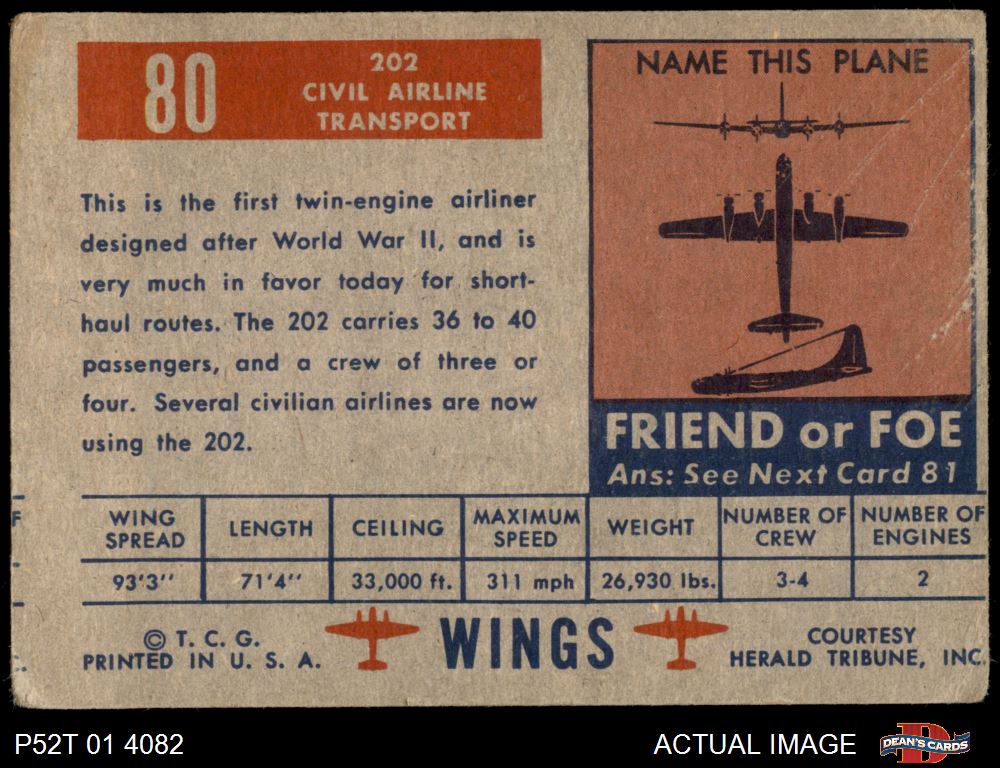 80
202
CIVIL AIRLINE
TRANSPORT
This is the first twin-engine airliner
designed after World War II, and is
very much in favor today for short-
haul routes. The 202 carries 36 to 40
passengers, and a crew of three or
four. Several civilian airlines are now
using the 202.
NAME THIS PLANE
FRIEND or FOE
Ans: See Next Card 81
WING SPREAD
LENGTH
CEILING
MAXIMUM SPEED
WEIGHT
NUMBER OF CREW
NUMBER OF ENGINES
93'3''
71'4''
33,000 ft.
311 mph
26,930 lbs.
3-4
2
© T. C. G.
PRINTED IN U. S. A.
WINGS
COURTESY
HERALD TRIBUNE, INC.
P52T 01 4082
ACTUAL IMAGE
DEAN'S CARDS